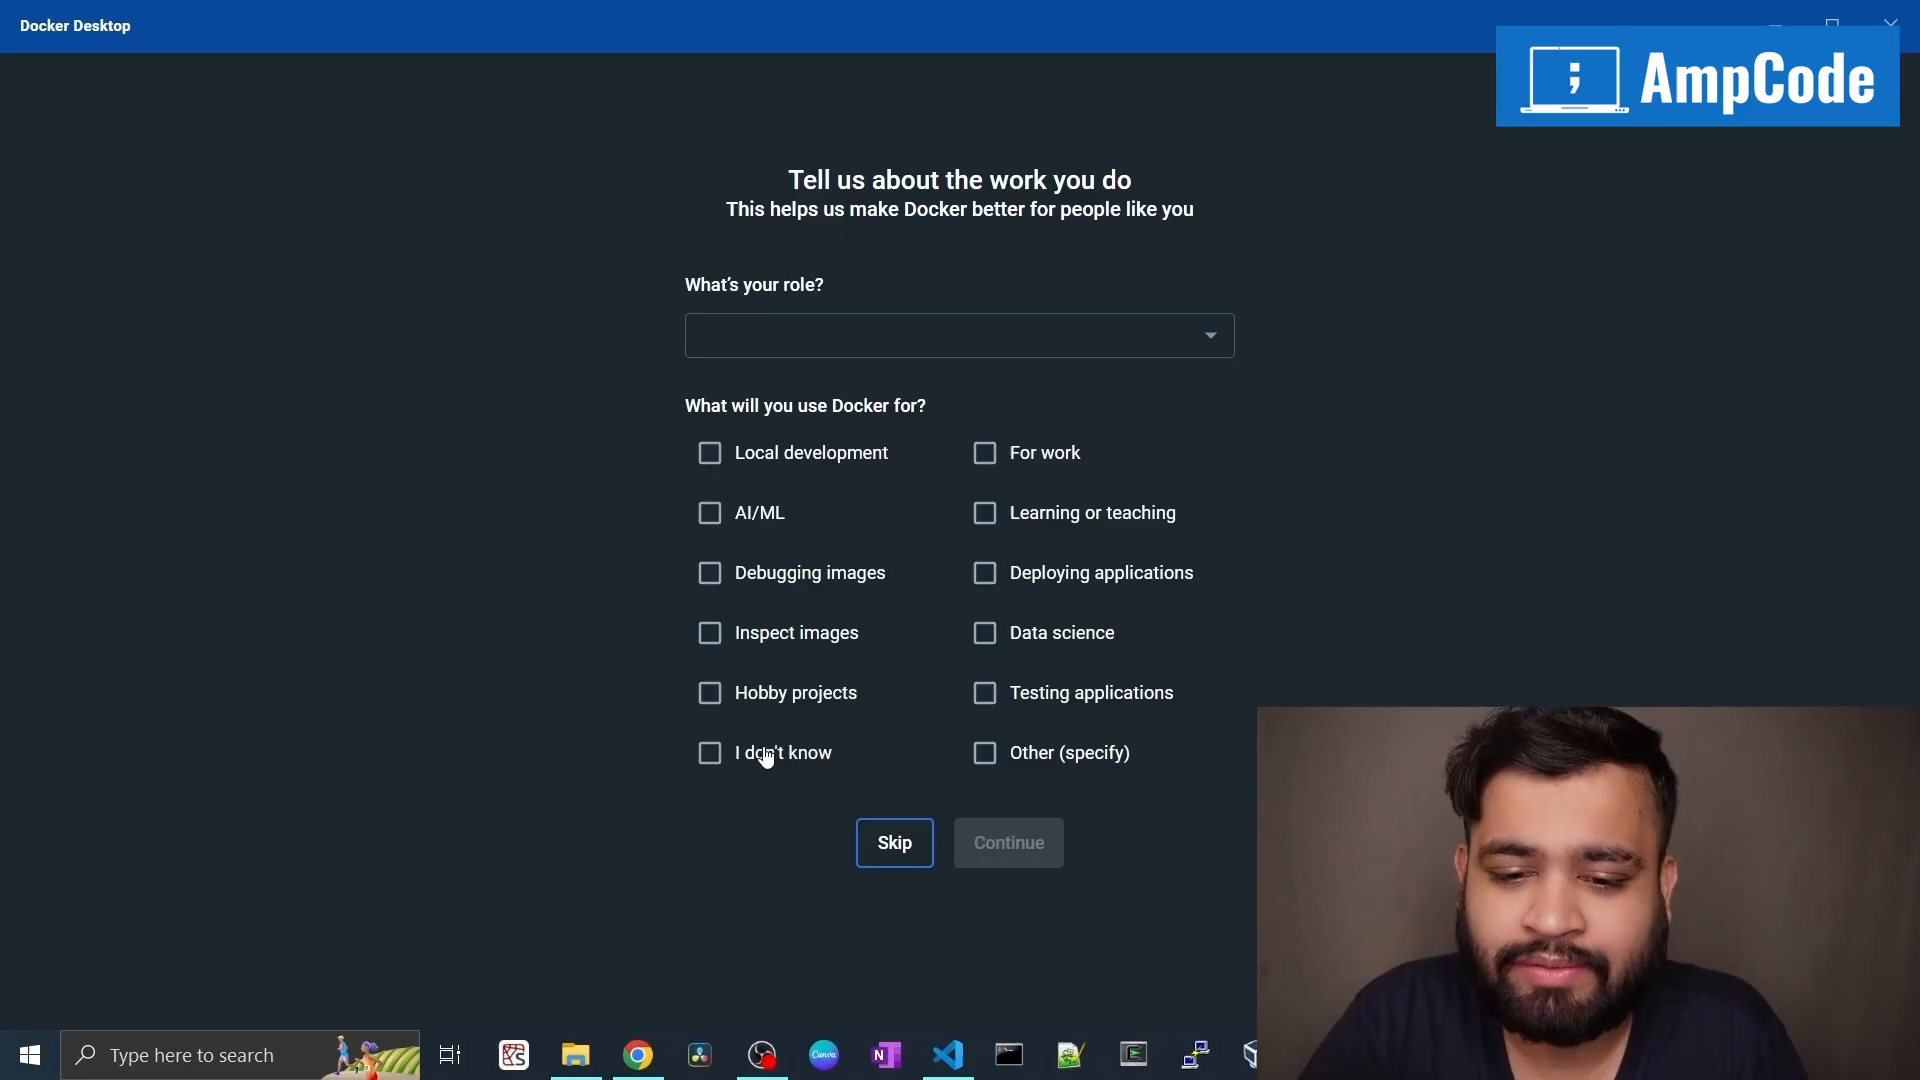 Docker Desktop
; AmpCode
Tell us about the work you do
This helps us make Docker better for people like you
What's your role?
What will you use Docker for?
Local development
For work
AI/ML
Learning or teaching
Debugging images
Deploying applications
Inspect images
Data science
Hobby projects
Testing applications
I don't know
Other (specify)
Skip
Continue
Type here to search
Canva
N